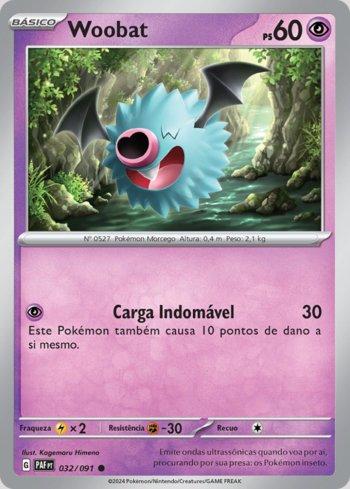 BÁSICO
Woobat
PS 60
Nº 0527 Pokémon Morcego Altura: 0,4 m Peso: 2,1 kg
Carga Indomável 30
Este Pokémon também causa 10 pontos de dano a
si mesmo.
Fraqueza ×2 Resistência -30 Recuo
Ilust. Kagemaru Himeno
G PAF PT 032/091
Emite ondas ultrassônicas quando voa por aí,
procurando por sua presa: os Pokémon inseto.
©2024 Pokémon/Nintendo/Creatures/GAME FREAK